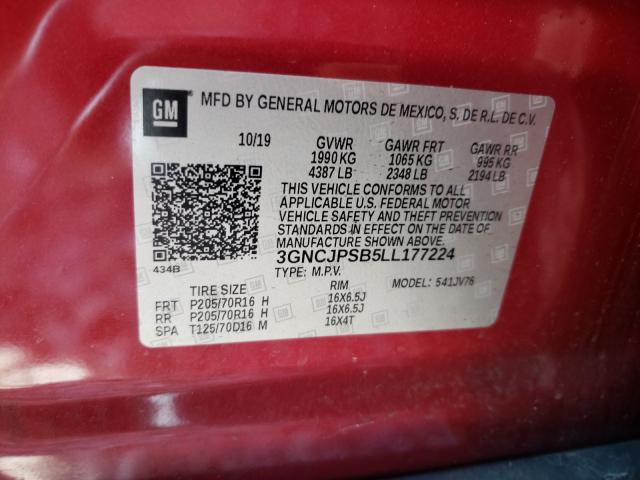 GM MFD BY GENERAL MOTORS DE MEXICO, S. DE R.L. DE C.V.
10/19 GVWR GAWR FRT GAWR RR
1990 KG 1065 KG 995 KG
4387 LB 2348 LB 2194 LB
THIS VEHICLE CONFORMS TO ALL
APPLICABLE U.S. FEDERAL MOTOR
VEHICLE SAFETY AND THEFT PREVENTION
STANDARDS IN EFFECT ON THE DATE OF
MANUFACTURE SHOWN ABOVE.
434B 3GNCJPSB5LL177224
TYPE: M.P.V.
TIRE SIZE RIM MODEL: 541JV76
FRT P205/70R16 H 16X6.5J
RR P205/70R16 H 16X6.5J
SPA T125/70D16 M 16X4T